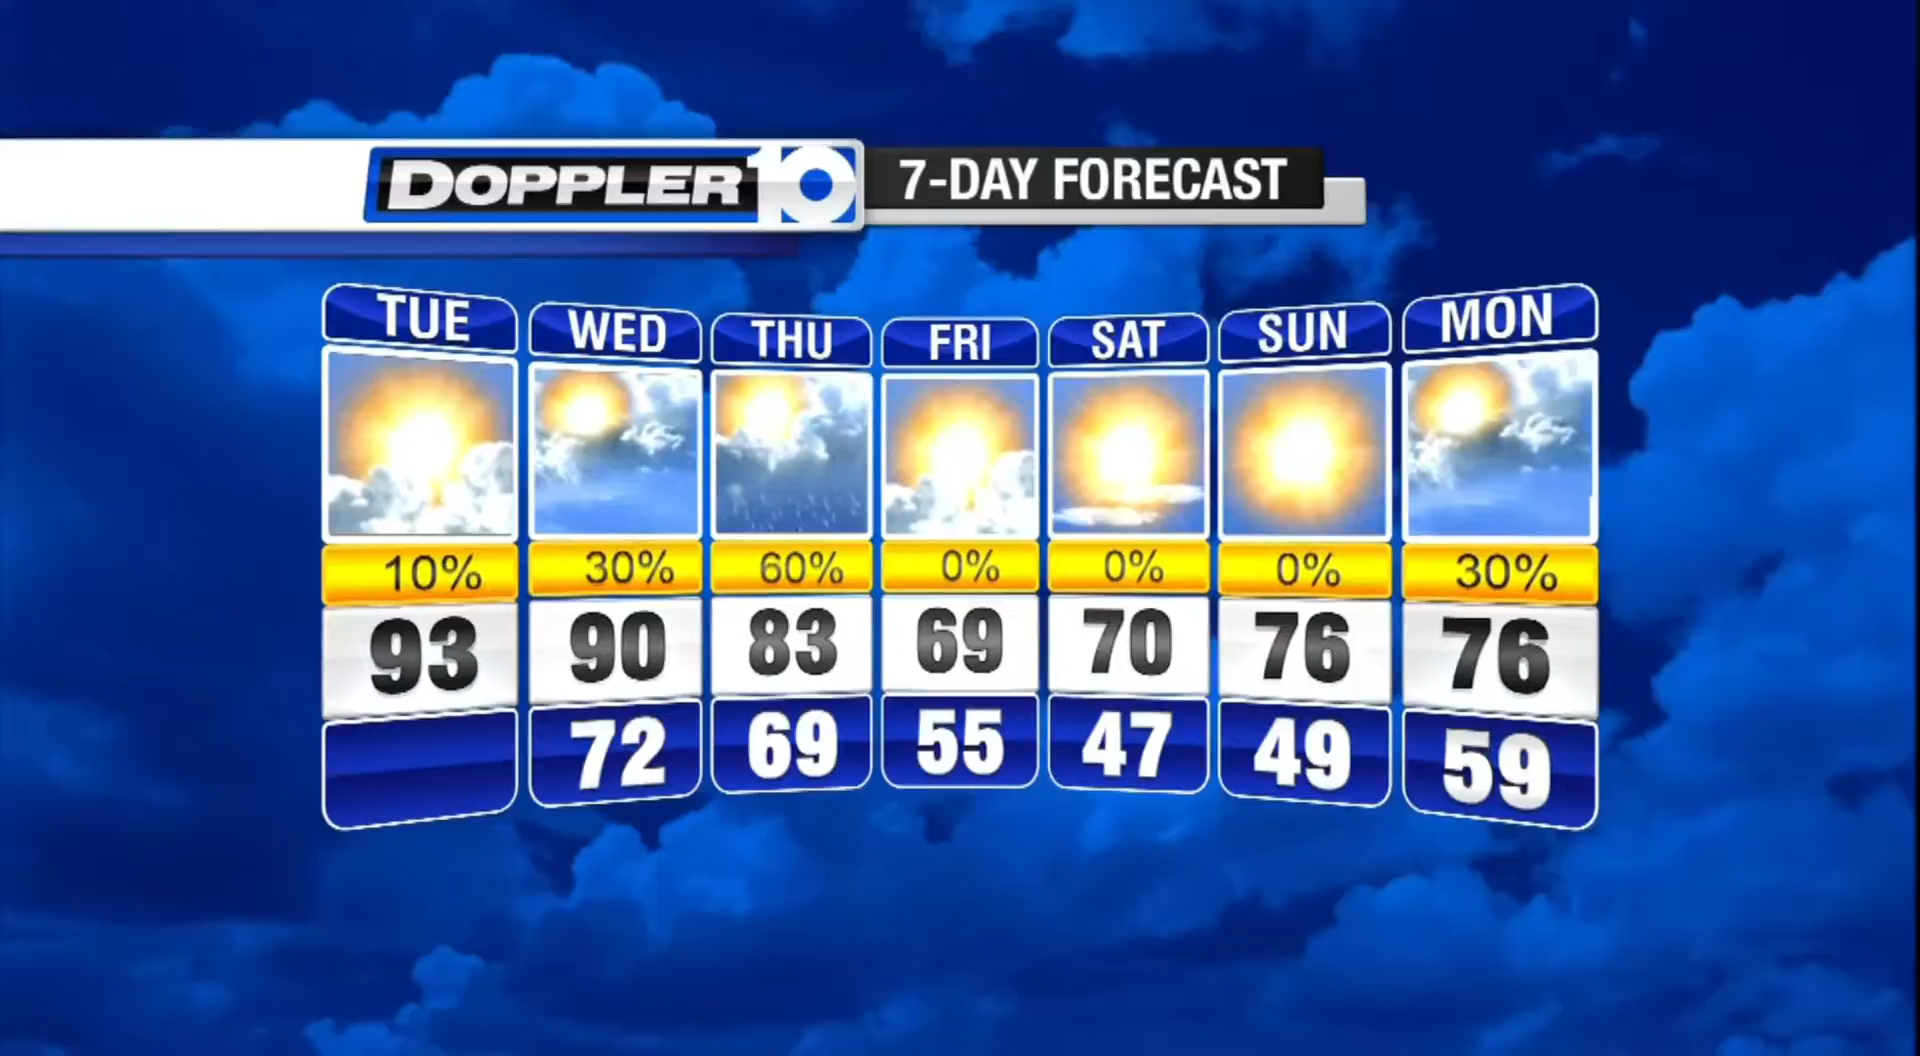 DOPPLER 10 7-DAY FORECAST
TUE WED THU FRI SAT SUN MON
10% 30% 60% 0% 0% 0% 30%
93 90 83 69 70 76 76
72 69 55 47 49 59